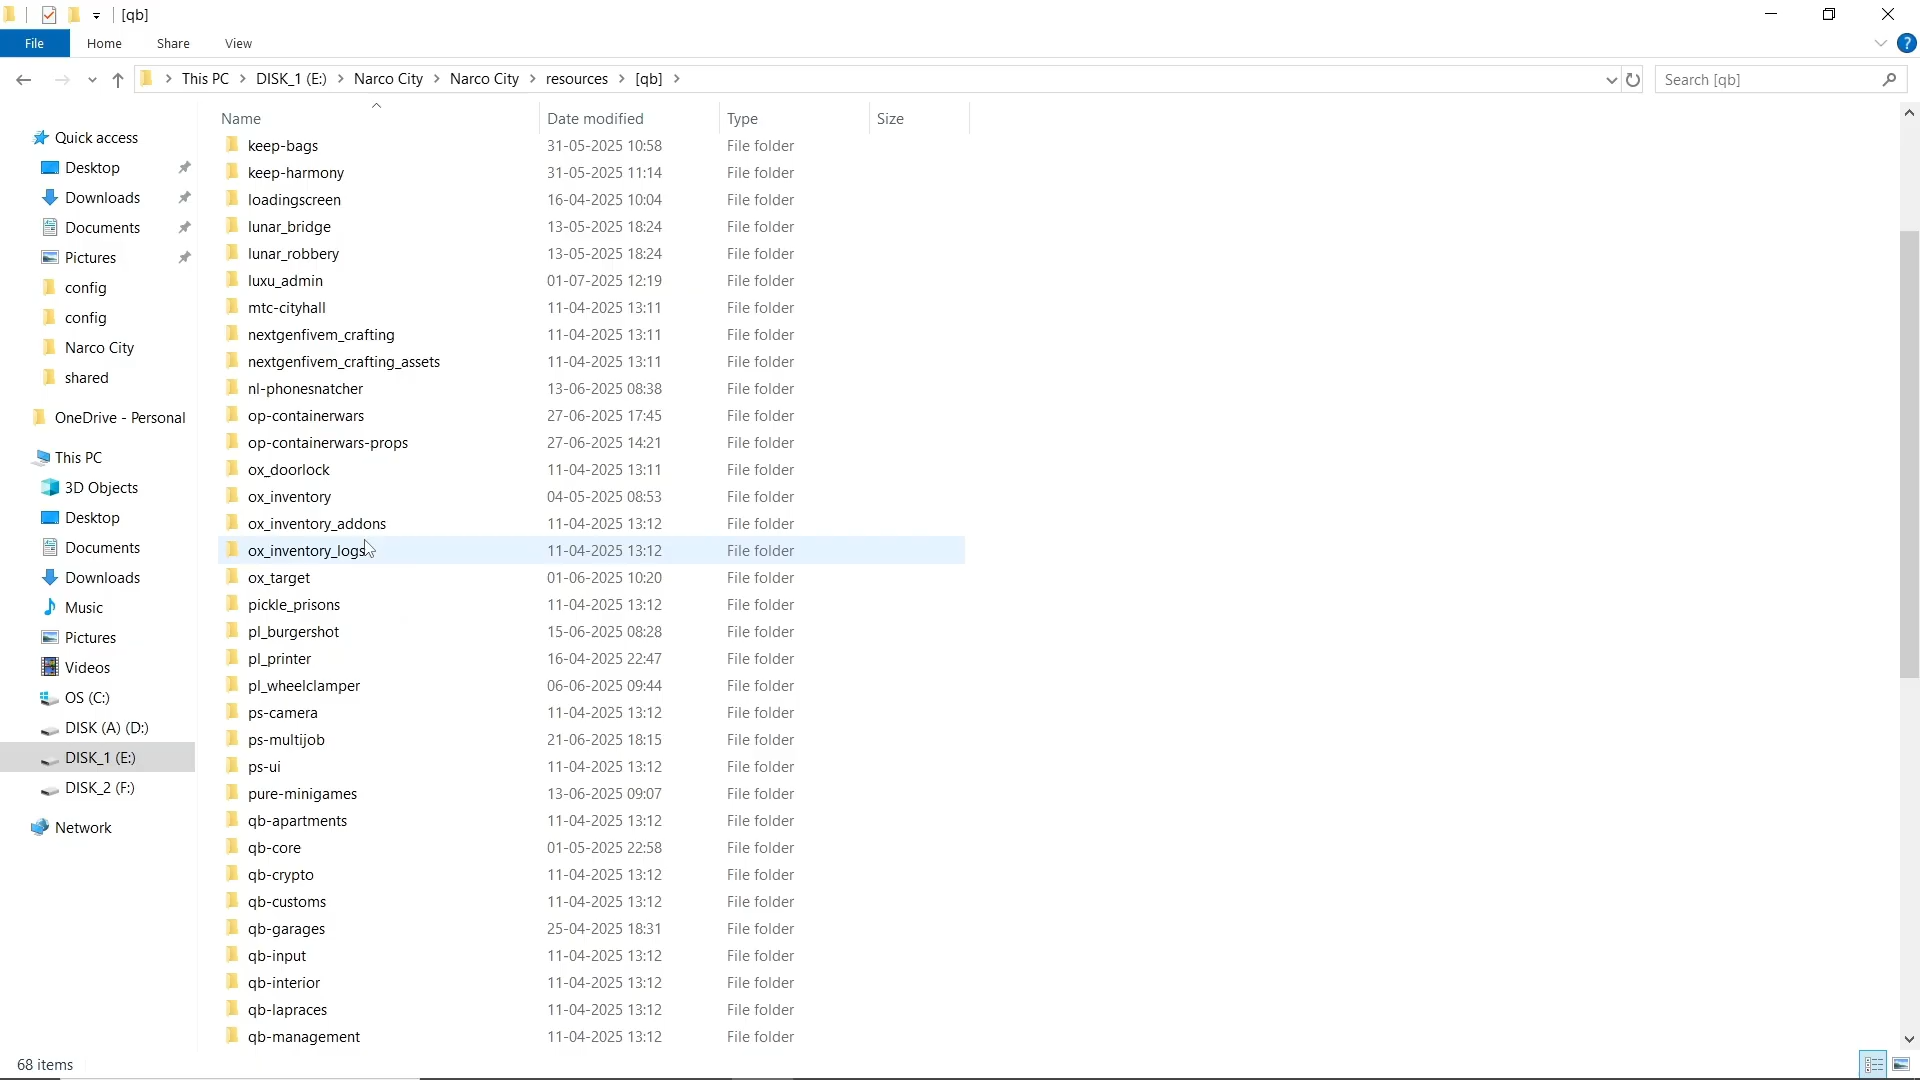 [qb]
File Home Share View ?
This PC DISK_1 (E:) Narco City Narco City resources [qb] Search [qb]
Name Date modified Type Size
Quick access
Desktop
Downloads
Documents
Pictures
config
config
Narco City
shared
OneDrive - Personal
This PC
3D Objects
Desktop
Documents
Downloads
Music
Pictures
Videos
OS (C:)
DISK (A) (D:)
DISK_1 (E:)
DISK_2 (F:)
Network
keep-bags 31-05-2025 10:58 File folder
keep-harmony 31-05-2025 11:14 File folder
loadingscreen 16-04-2025 10:04 File folder
lunar_bridge 13-05-2025 18:24 File folder
lunar_robbery 13-05-2025 18:24 File folder
luxu_admin 01-07-2025 12:19 File folder
mtc-cityhall 11-04-2025 13:11 File folder
nextgenfivem_crafting 11-04-2025 13:11 File folder
nextgenfivem_crafting_assets 11-04-2025 13:11 File folder
nl-phonesnatcher 13-06-2025 08:38 File folder
op-containerwars 27-06-2025 17:45 File folder
op-containerwars-props 27-06-2025 14:21 File folder
ox_doorlock 11-04-2025 13:11 File folder
ox_inventory 04-05-2025 08:53 File folder
ox_inventory_addons 11-04-2025 13:12 File folder
ox_inventory_logs 11-04-2025 13:12 File folder
ox_target 01-06-2025 10:20 File folder
pickle_prisons 11-04-2025 13:12 File folder
pl_burgershot 15-06-2025 08:28 File folder
pl_printer 16-04-2025 22:47 File folder
pl_wheelclamper 06-06-2025 09:44 File folder
ps-camera 11-04-2025 13:12 File folder
ps-multijob 21-06-2025 18:15 File folder
ps-ui 11-04-2025 13:12 File folder
pure-minigames 13-06-2025 09:07 File folder
qb-apartments 11-04-2025 13:12 File folder
qb-core 01-05-2025 22:58 File folder
qb-crypto 11-04-2025 13:12 File folder
qb-customs 11-04-2025 13:12 File folder
qb-garages 25-04-2025 18:31 File folder
qb-input 11-04-2025 13:12 File folder
qb-interior 11-04-2025 13:12 File folder
qb-lapraces 11-04-2025 13:12 File folder
qb-management 11-04-2025 13:12 File folder
68 items